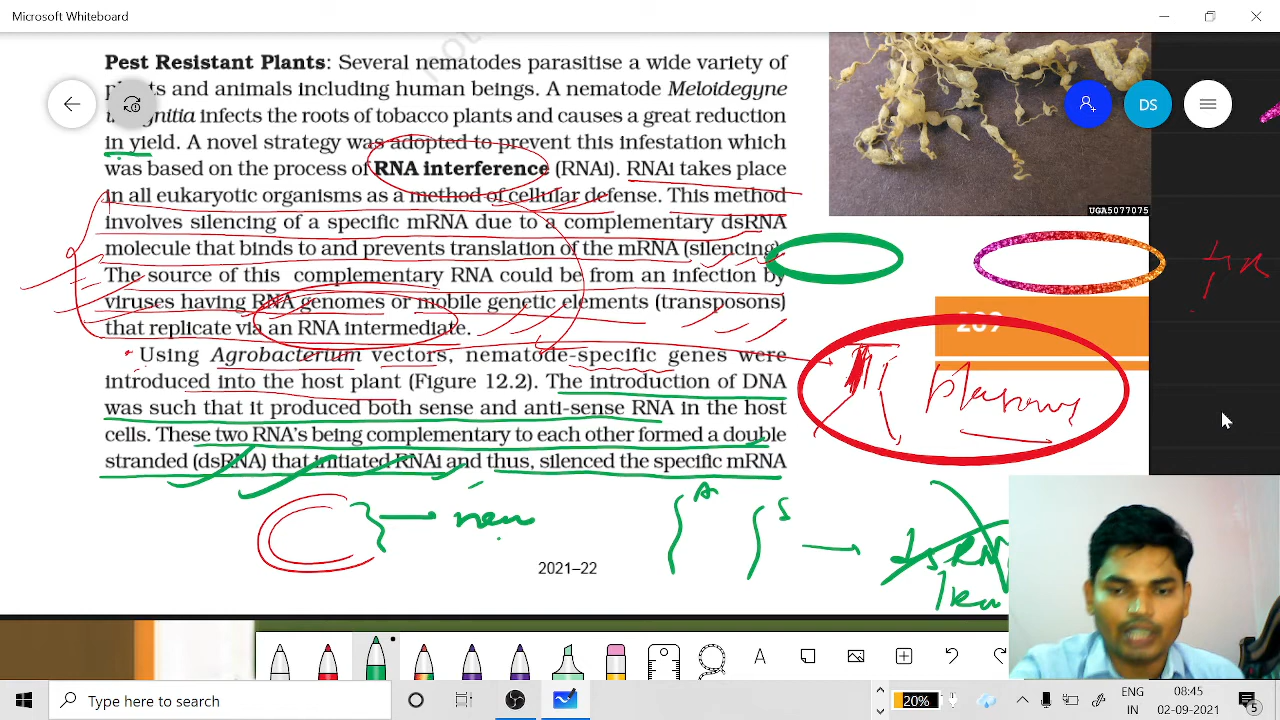 Microsoft Whiteboard
Pest Resistant Plants: Several nematodes parasitise a wide variety of
and animals including human beings. A nematode Meloidegyne
infects the roots of tobacco plants and causes a great reduction
in yield. A novel strategy was adopted to prevent this infestation which
was based on the process of RNA interference (RNAi). RNAi takes place
in all eukaryotic organisms as a method of cellular defense. This method
involves silencing of a specific mRNA due to a complementary dsRNA
molecule that binds to and prevents translation of the mRNA (silencing).
The source of this complementary RNA could be from an infection by
viruses having RNA genomes or mobile genetic elements (transposons)
that replicate via an RNA intermediate.
Using Agrobacterium vectors, nematode-specific genes were
introduced into the host plant (Figure 12.2). The introduction of DNA
was such that it produced both sense and anti-sense RNA in the host
cells. These two RNA's being complementary to each other formed a double
stranded (dsRNA) that initiated RNAi and thus, silenced the specific mRNA
2021–22
DS
UGA5077075
209
Ti
A
S
dsRN
A
Type here to search
20%
ENG
IN
08:45
02-09-2021
5